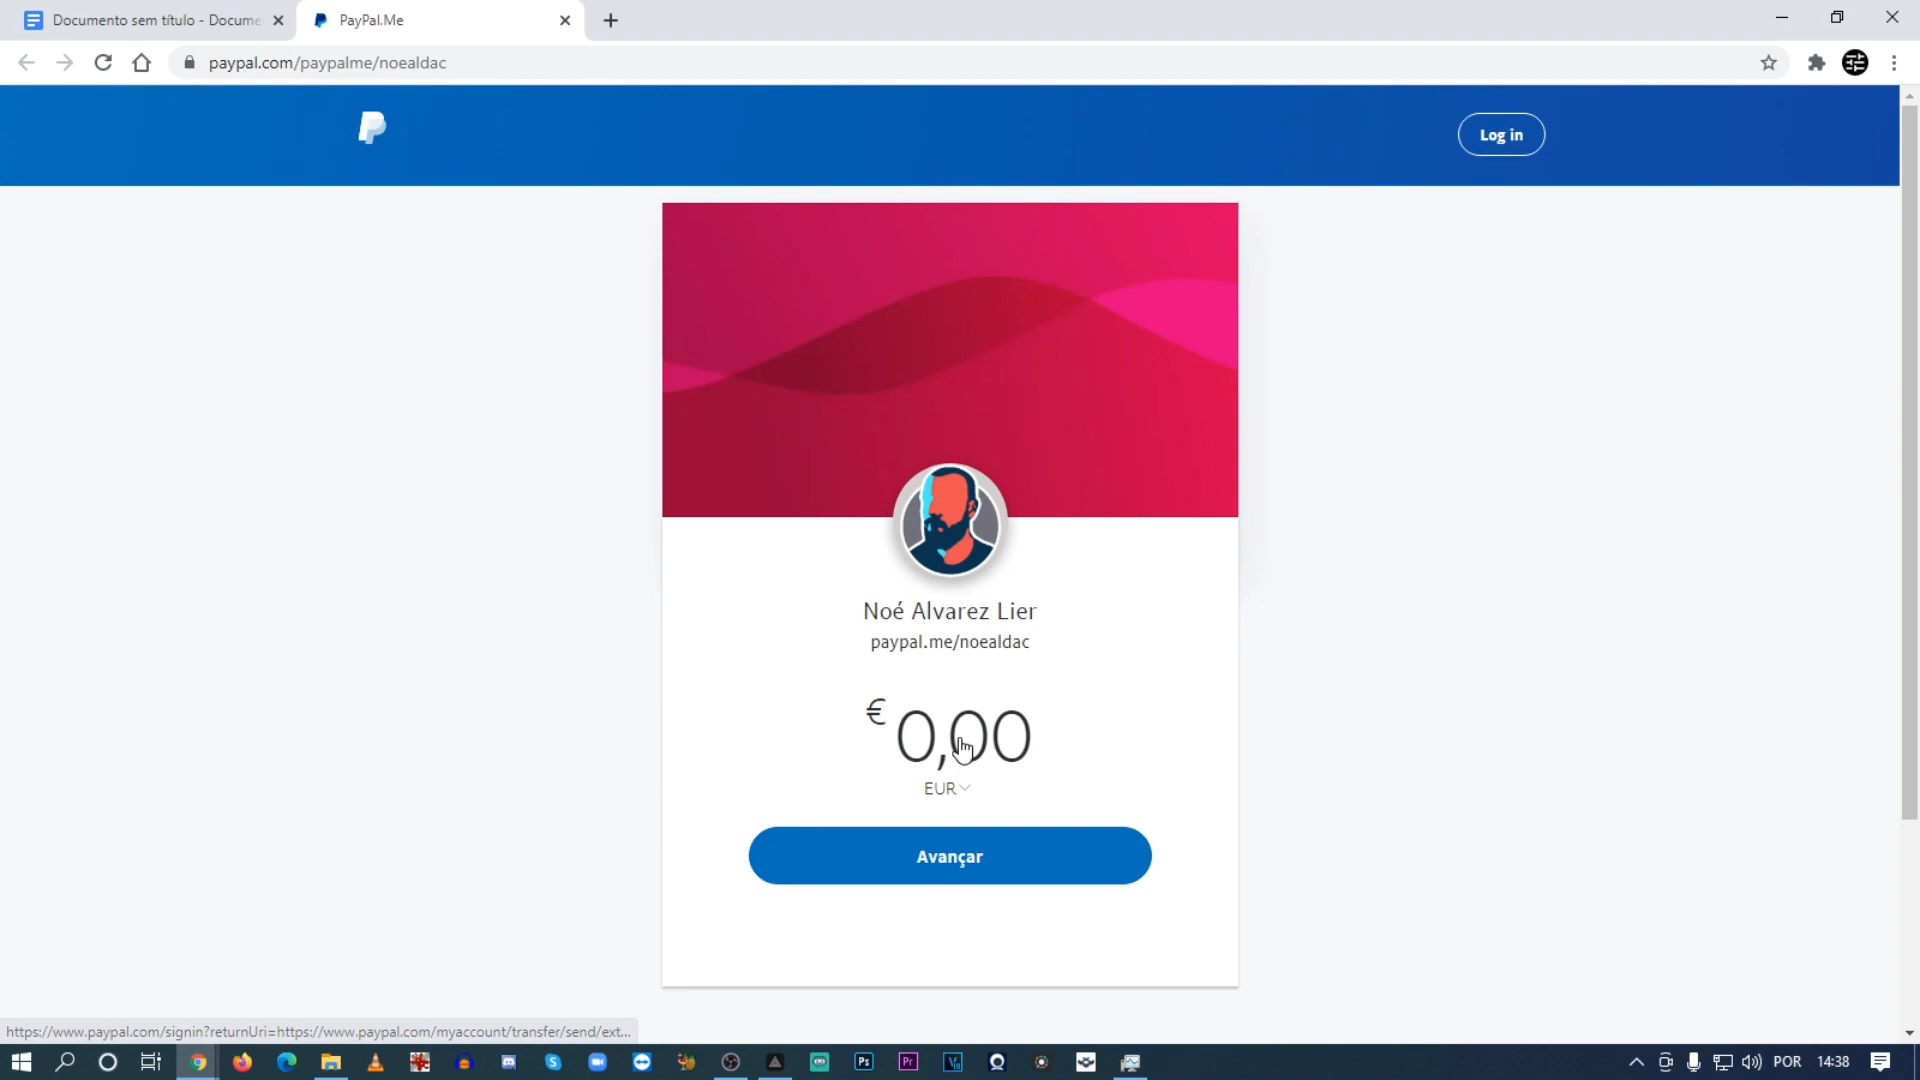 Documento sem título - Docume
PayPal.Me
paypal.com/paypalme/noealdac
Log in
Noé Alvarez Lier
paypal.me/noealdac
€ 0,00
EUR
Avançar
https://www.paypal.com/signin?returnUri=https://www.paypal.com/myaccount/transfer/send/ext...
Ps
Pr
POR
14:38